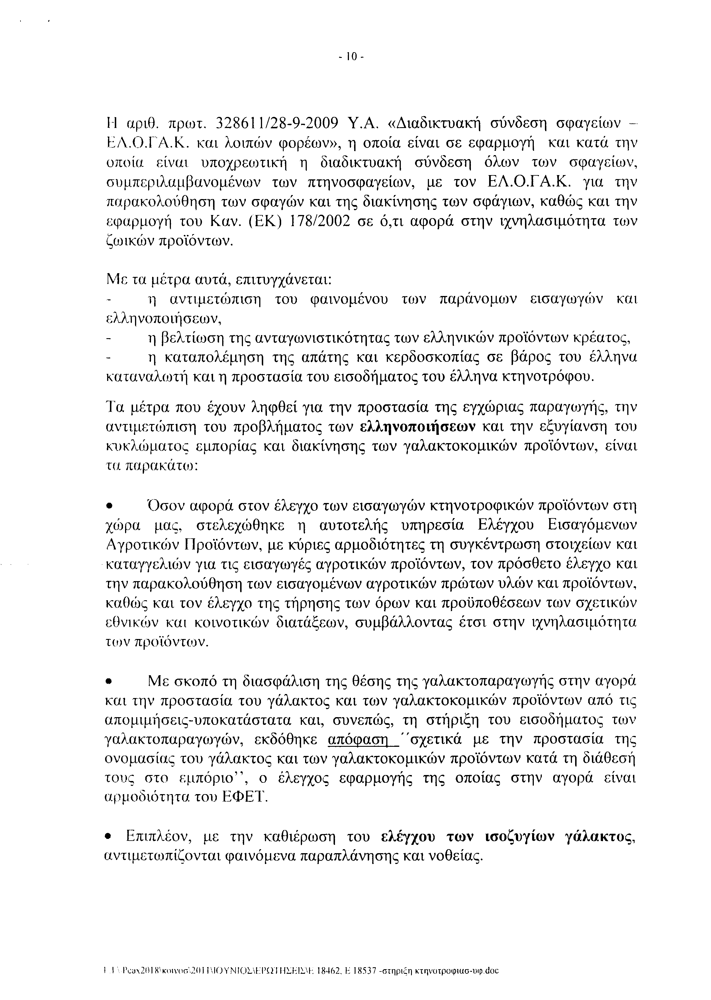 - 10 -
Η αριθ. πρωτ. 328611/28-9-2009 Υ.Α. «Διαδικτυακή σύνδεση σφαγείων –
ΕΛ.Ο.ΓΑ.Κ. και λοιπών φορέων», η οποία είναι σε εφαρμογή και κατά την
οποία είναι υποχρεωτική η διαδικτυακή σύνδεση όλων των σφαγείων,
συμπεριλαμβανομένων των πτηνοσφαγείων, με τον ΕΛ.Ο.ΓΑ.Κ. για την
παρακολούθηση των σφαγών και της διακίνησης των σφάγιων, καθώς και την
εφαρμογή του Καν. (ΕΚ) 178/2002 σε ό,τι αφορά στην ιχνηλασιμότητα των
ζωικών προϊόντων.
Με τα μέτρα αυτά, επιτυγχάνεται:
- η αντιμετώπιση του φαινομένου των παράνομων εισαγωγών και
ελληνοποιήσεων,
- η βελτίωση της ανταγωνιστικότητας των ελληνικών προϊόντων κρέατος,
- η καταπολέμηση της απάτης και κερδοσκοπίας σε βάρος του έλληνα
καταναλωτή και η προστασία του εισοδήματος του έλληνα κτηνοτρόφου.
Τα μέτρα που έχουν ληφθεί για την προστασία της εγχώριας παραγωγής, την
αντιμετώπιση του προβλήματος των ελληνοποιήσεων και την εξυγίανση του
κυκλώματος εμπορίας και διακίνησης των γαλακτοκομικών προϊόντων, είναι
τα παρακάτω:
• Όσον αφορά στον έλεγχο των εισαγωγών κτηνοτροφικών προϊόντων στη
χώρα μας, στελεχώθηκε η αυτοτελής υπηρεσία Ελέγχου Εισαγόμενων
Αγροτικών Προϊόντων, με κύριες αρμοδιότητες τη συγκέντρωση στοιχείων και
καταγγελιών για τις εισαγωγές αγροτικών προϊόντων, τον πρόσθετο έλεγχο και
την παρακολούθηση των εισαγομένων αγροτικών πρώτων υλών και προϊόντων,
καθώς και τον έλεγχο της τήρησης των όρων και προϋποθέσεων των σχετικών
εθνικών και κοινοτικών διατάξεων, συμβάλλοντας έτσι στην ιχνηλασιμότητα
των προϊόντων.
• Με σκοπό τη διασφάλιση της θέσης της γαλακτοπαραγωγής στην αγορά
και την προστασία του γάλακτος και των γαλακτοκομικών προϊόντων από τις
απομιμήσεις-υποκατάστατα και, συνεπώς, τη στήριξη του εισοδήματος των
γαλακτοπαραγωγών, εκδόθηκε απόφαση ΄΄σχετικά με την προστασία της
ονομασίας του γάλακτος και των γαλακτοκομικών προϊόντων κατά τη διάθεσή
τους στο εμπόριο’’, ο έλεγχος εφαρμογής της οποίας στην αγορά είναι
αρμοδιότητα του ΕΦΕΤ.
• Επιπλέον, με την καθιέρωση του ελέγχου των ισοζυγίων γάλακτος,
αντιμετωπίζονται φαινόμενα παραπλάνησης και νοθείας.
Pcax2018\κοινοσ\2011\ΙΟΥΝΙΟΣ\ΕΡΩΤΗΣΕΙΣ\Ε 18462, Ε 18537 -στηριξη κτηνοτροφιασ-υφ.doc